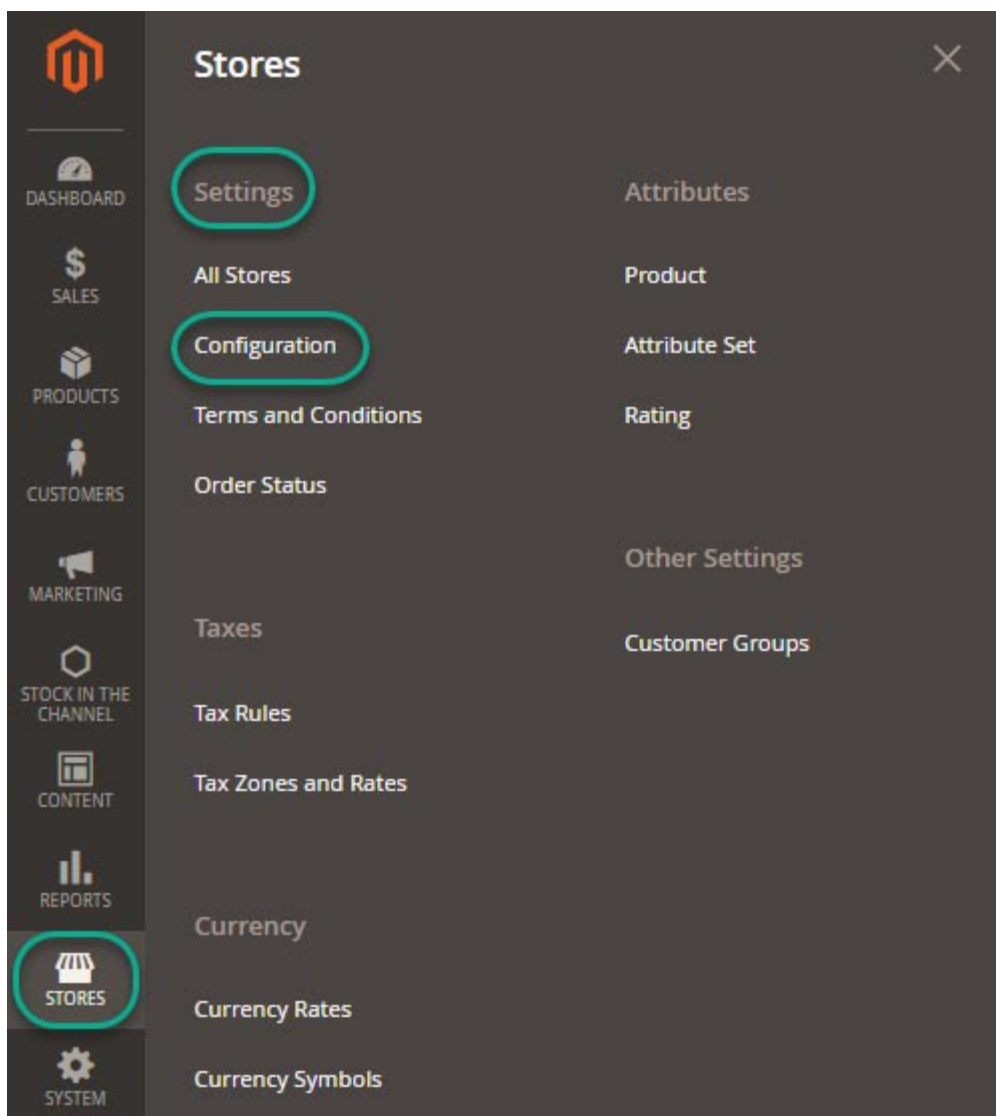 DASHBOARD
SALES
PRODUCTS
CUSTOMERS
MARKETING
STOCK IN THE
CHANNEL
CONTENT
REPORTS
STORES
SYSTEM
Stores
Settings
All Stores
Configuration
Terms and Conditions
Order Status
Taxes
Tax Rules
Tax Zones and Rates
Currency
Currency Rates
Currency Symbols
Attributes
Product
Attribute Set
Rating
Other Settings
Customer Groups